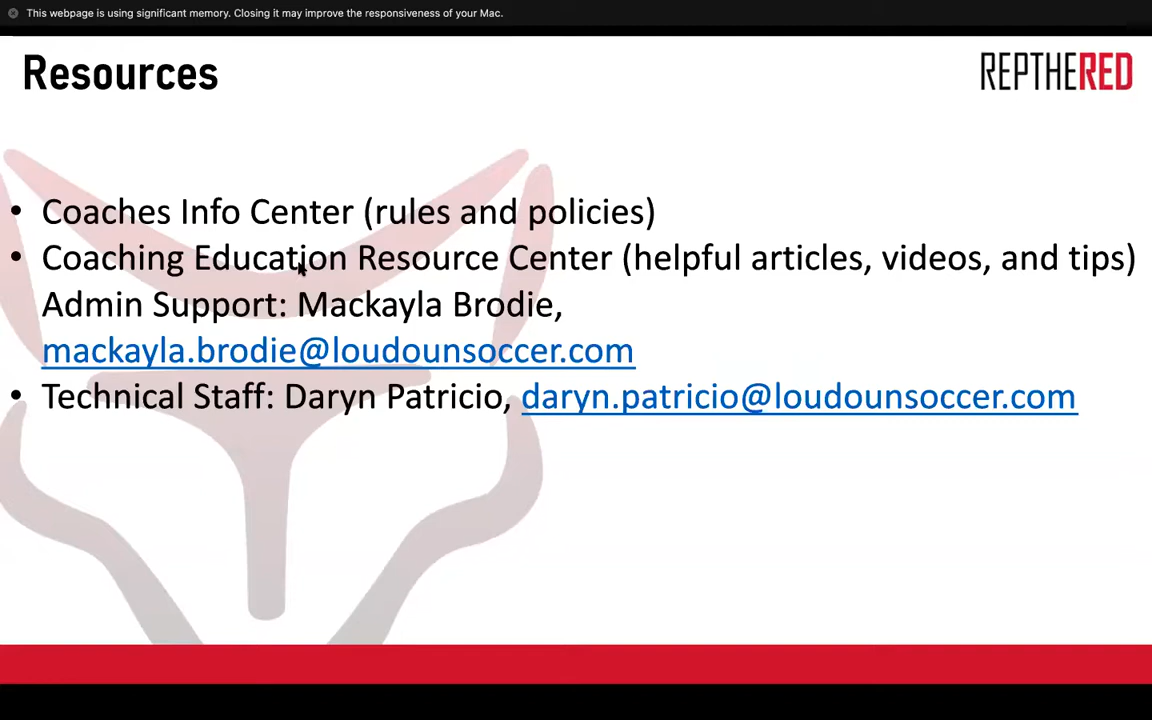 This webpage is using significant memory. Closing it may improve the responsiveness of your Mac.
Resources
REPTHERED
• Coaches Info Center (rules and policies)
• Coaching Education Resource Center (helpful articles, videos, and tips)
Admin Support: Mackayla Brodie,
mackayla.brodie@loudounsoccer.com
• Technical Staff: Daryn Patricio, daryn.patricio@loudounsoccer.com